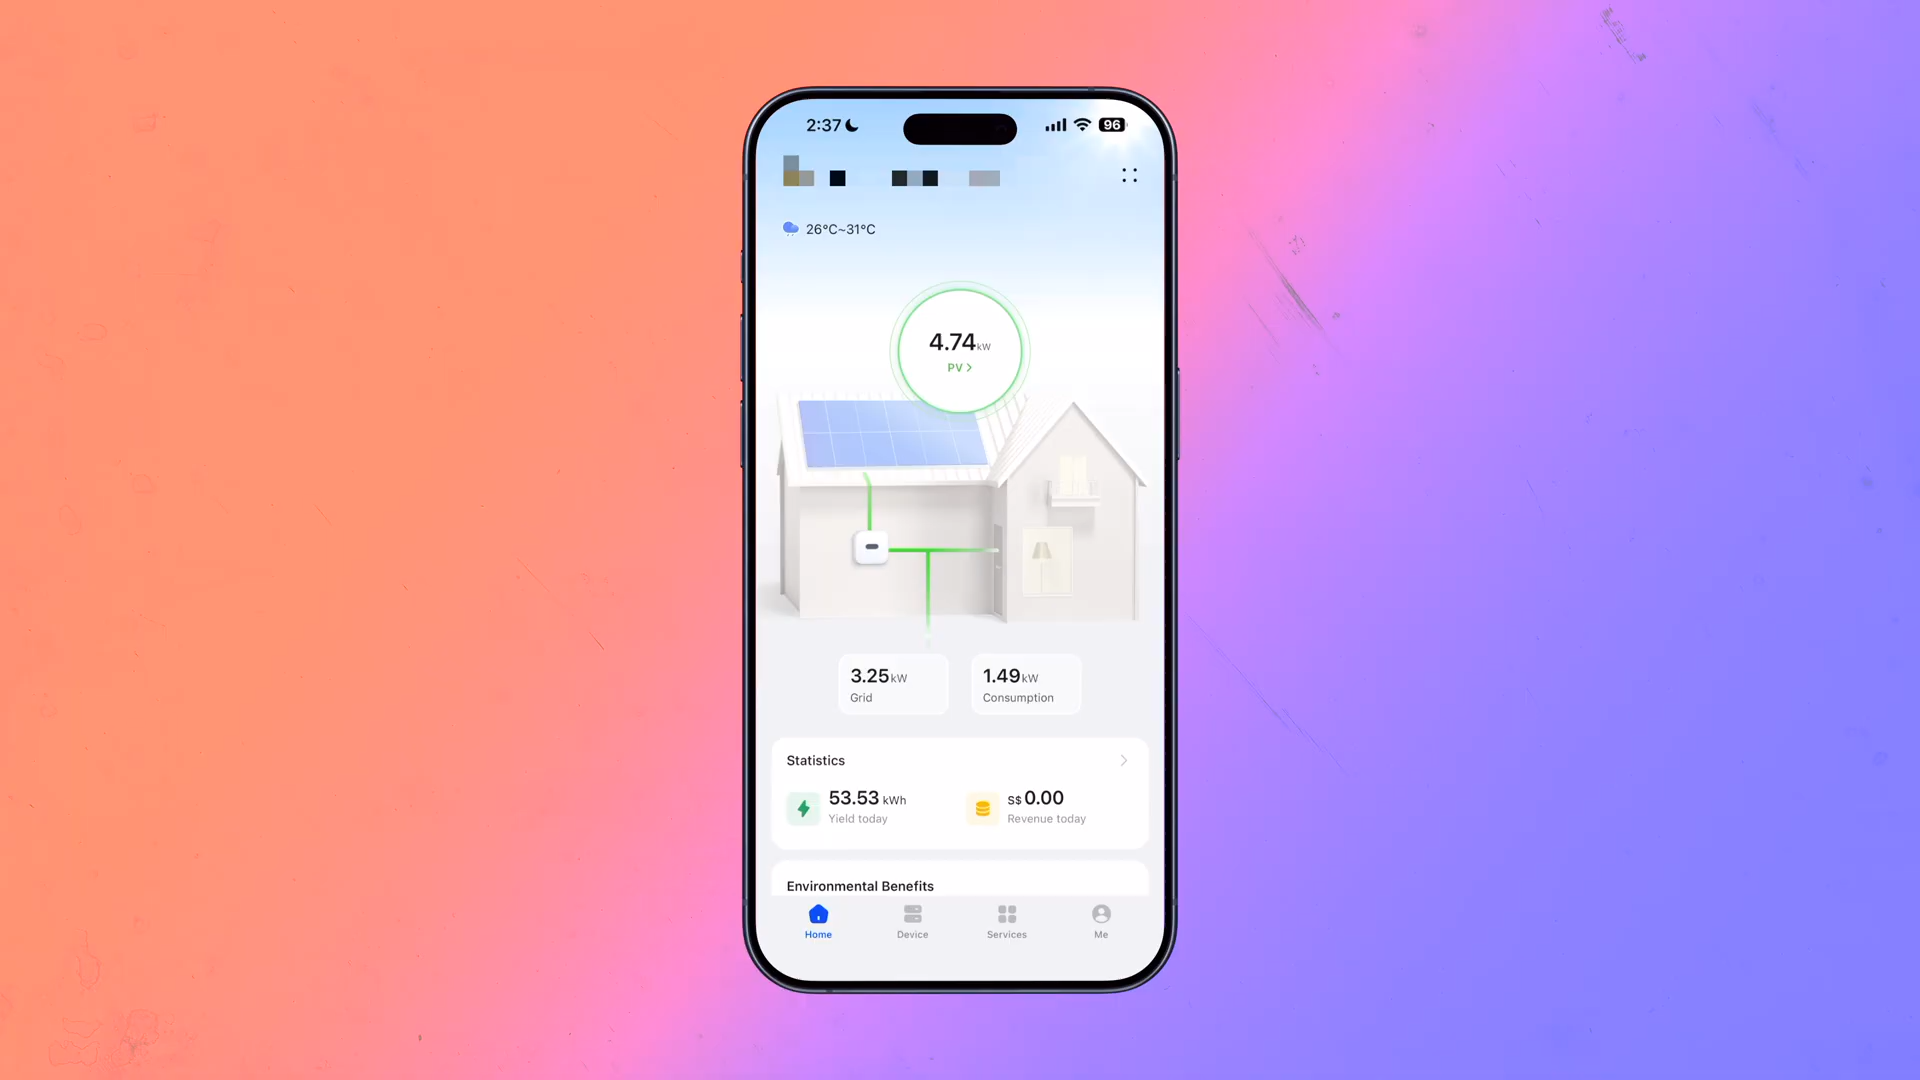 2:37 96
26°C~31°C
4.74kW
PV >
3.25kW
Grid
1.49kW
Consumption
Statistics
53.53 kWh
Yield today
S$ 0.00
Revenue today
Environmental Benefits
Home
Device
Services
Me